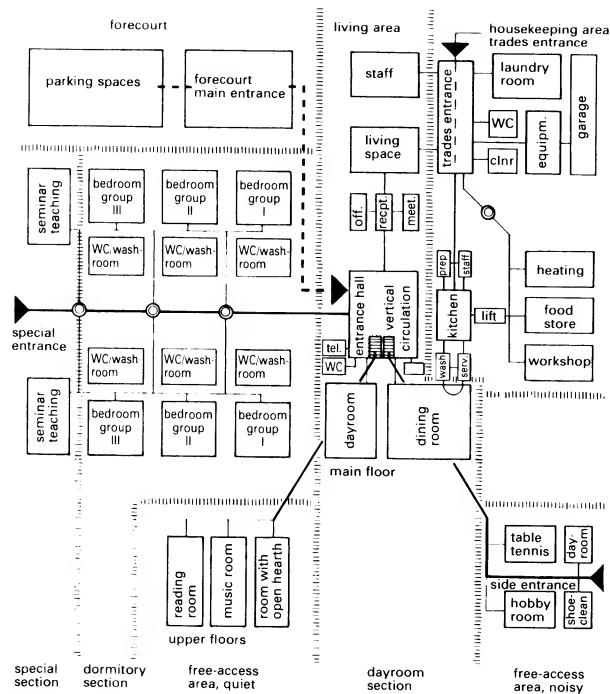 forecourt
living area
housekeeping area
trades entrance
parking spaces
forecourt
main entrance
staff
trades entrance
laundry
room
WC
clnr
equipm.
garage
living
space
off.
recpt.
meet.
seminar
teaching
bedroom
group
III
bedroom
group
II
bedroom
group
I
WC/wash-
room
WC/wash-
room
WC/wash-
room
special
entrance
entrance hall
vertical
circulation
tel.
WC
prep.
staff
kitchen
lift
wash
serv.
heating
food
store
workshop
WC/wash
room
WC/wash-
room
WC/wash-
room
seminar
teaching
bedroom
group
III
bedroom
group
II
bedroom
group
I
dayroom
dining
room
main floor
reading
room
music room
room with
open hearth
upper floors
table
tennis
day-
room
side entrance
hobby
room
shoe-
clean
special
section
dormitory
section
free-access
area, quiet
dayroom
section
free-access
area, noisy